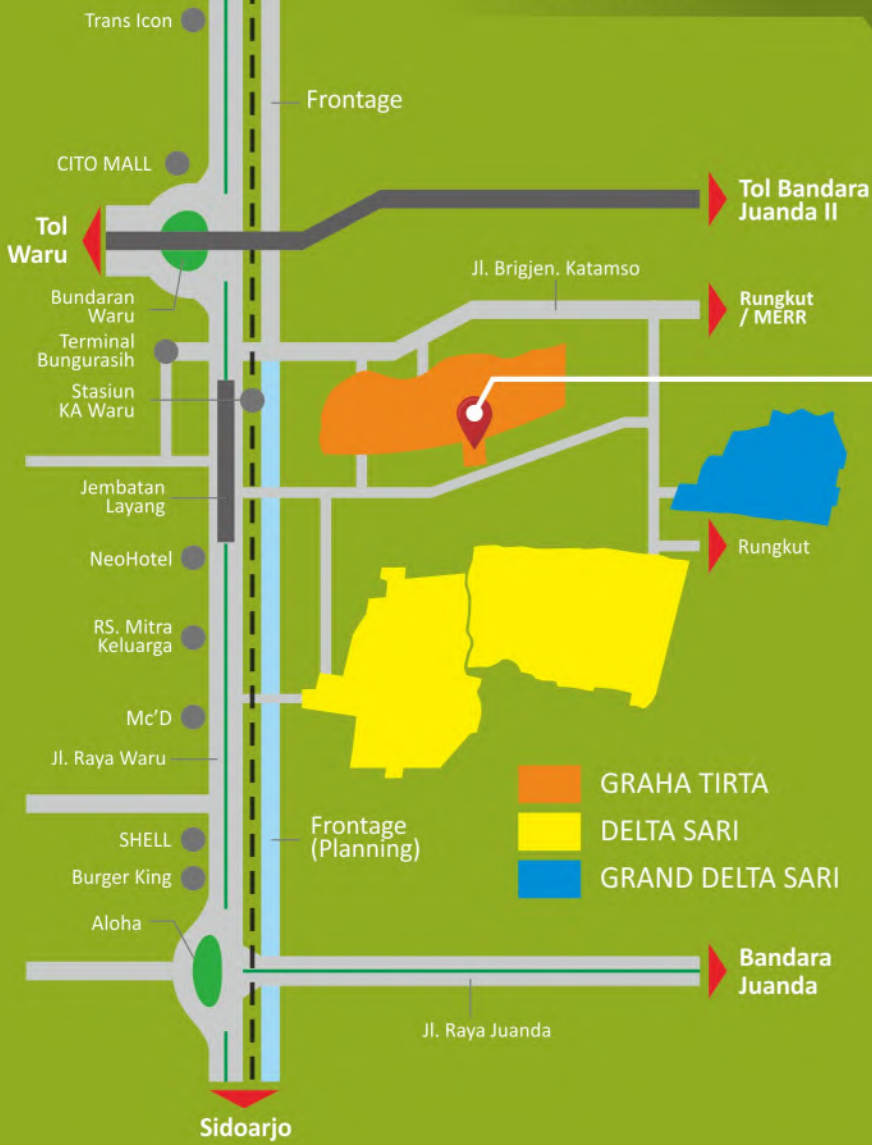 Trans Icon
Frontage
CITO MALL
Tol Bandara
Juanda II
Tol
Waru
Jl. Brigjen. Katamso
Bundaran
Waru
Rungkut
/ MERR
Terminal
Bungurasih
Stasiun
KA Waru
Jembatan
Layang
NeoHotel
Rungkut
RS. Mitra
Keluarga
Mc'D
Jl. Raya Waru
GRAHA TIRTA
Frontage
(Planning)
DELTA SARI
SHELL
Burger King
GRAND DELTA SARI
Aloha
Bandara
Juanda
Jl. Raya Juanda
Sidoarjo